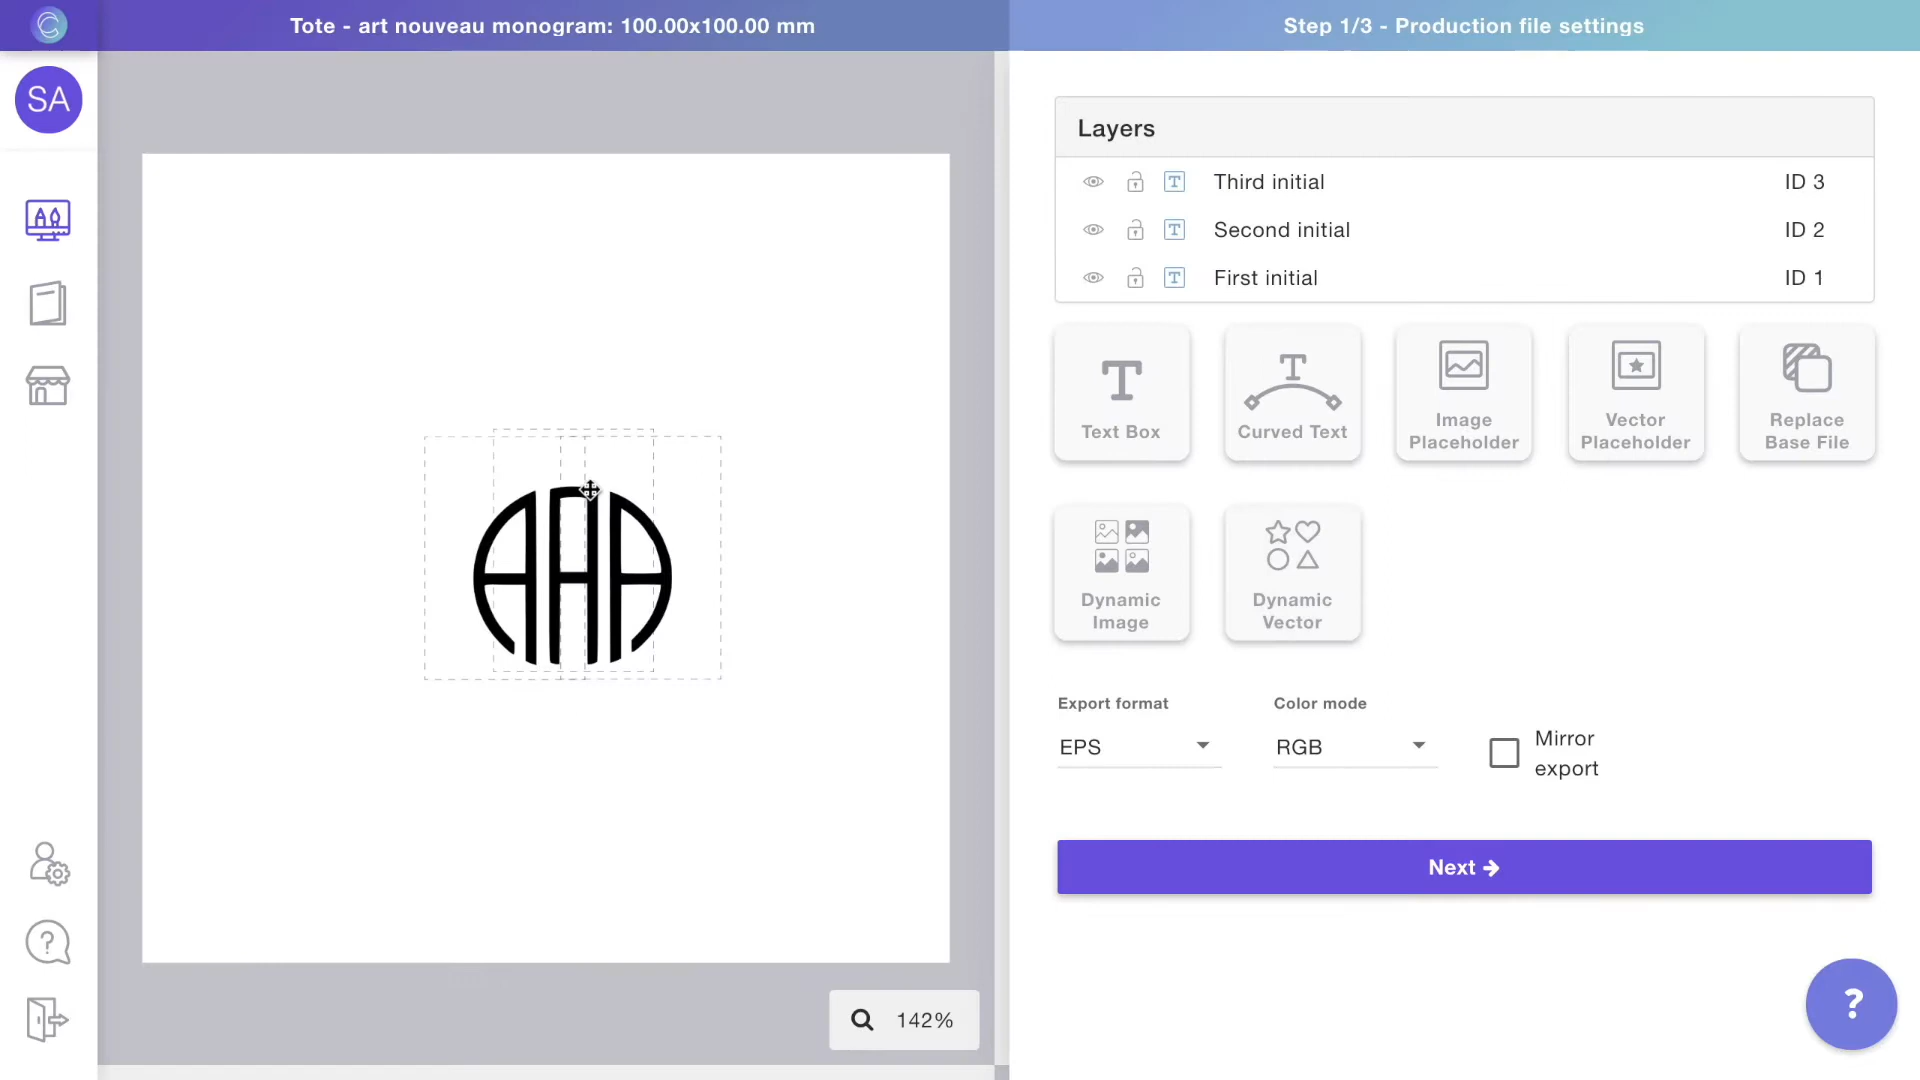 Tote - art nouveau monogram: 100.00x100.00 mm
Step 1/3 - Production file settings
SA
Layers
Third initial ID 3
Second initial ID 2
First initial ID 1
Text Box
Curved Text
Image
Placeholder
Vector
Placeholder
Replace
Base File
Dynamic
Image
Dynamic
Vector
AAA
Export format
EPS
Color mode
RGB
Mirror
export
Next
142%
?